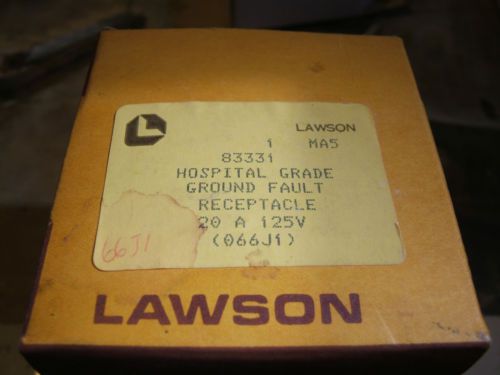 LAWSON
1 MA5
83331
HOSPITAL GRADE
GROUND FAULT
RECEPTACLE
20 A 125V
(066J1)
66J1
LAWSON